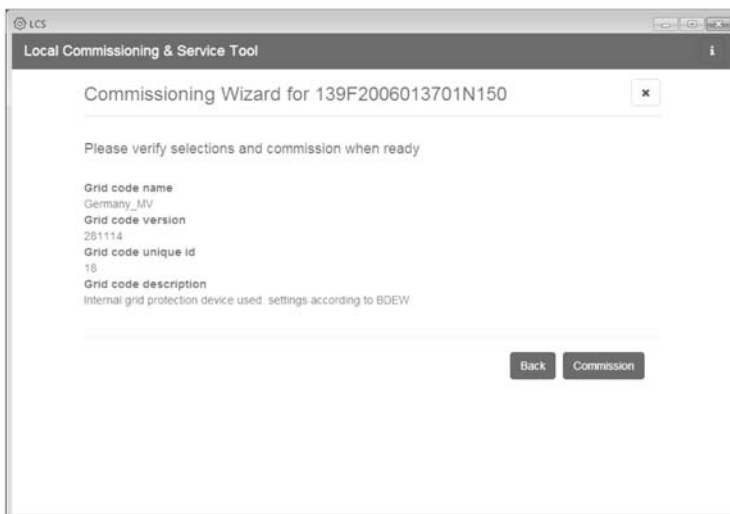 LCS
Local Commissioning & Service Tool
i
Commissioning Wizard for 139F2006013701N150
Please verify selections and commission when ready
Grid code name
Germany_MV
Grid code version
281114
Grid code unique id
18
Grid code description
Internal grid protection device used. settings according to BDEW
Back Commission